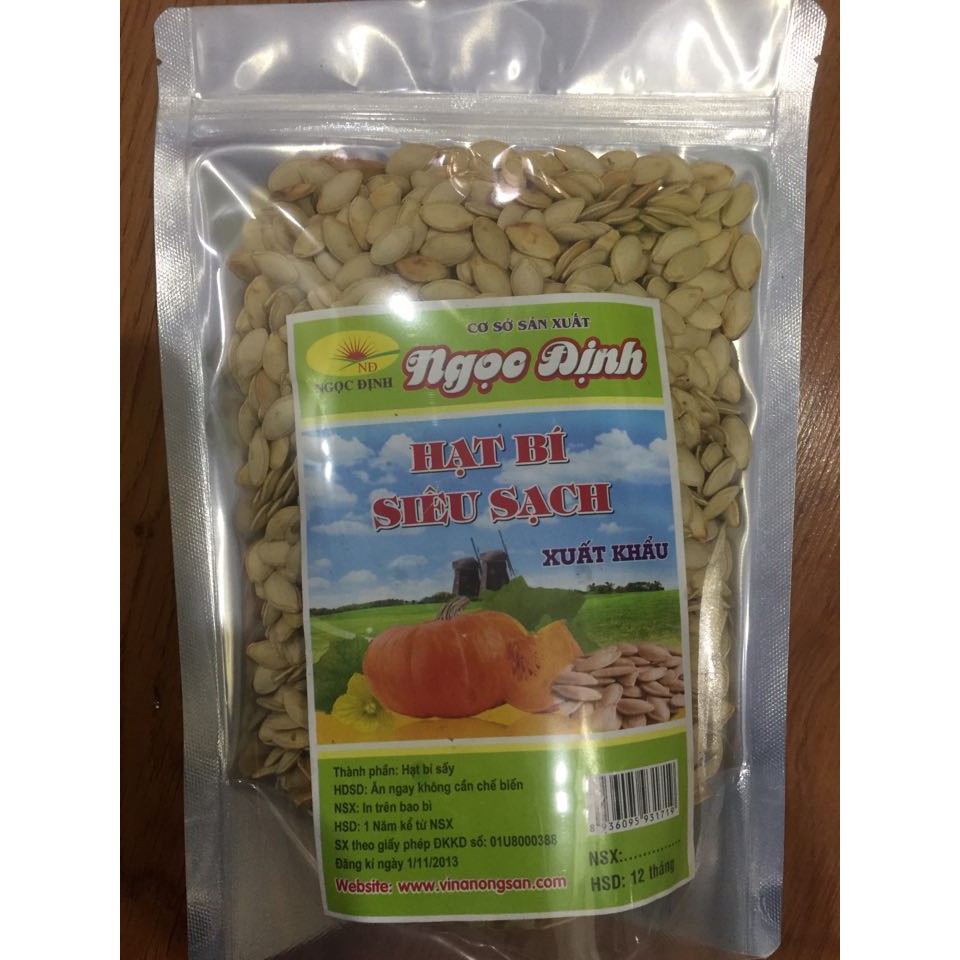 CƠ SỞ SẢN XUẤT
Ngọc Định
NĐ
NGỌC ĐỊNH
HẠT BÍ
SIÊU SẠCH
XUẤT KHẨU
Thành phần: Hạt bí sấy
HDSD: Ăn ngay không cần chế biến
NSX: In trên bao bì
HSD: 1 Năm kể từ NSX
SX theo giấy phép ĐKKD số: 01U8000388
Đăng kí ngày 1/11/2013
Website: www.vinanongsan.com
8 936095 931719
NSX:..............
HSD: 12 tháng